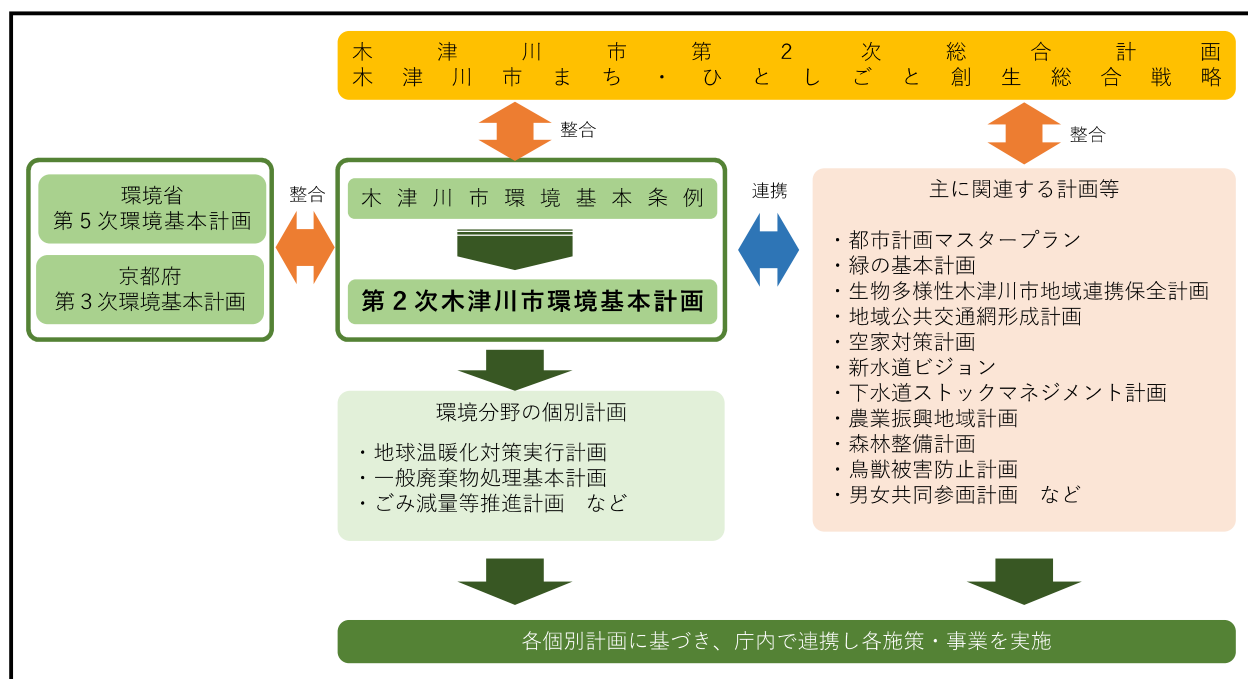 木津川市第２次総合計画
木津川市まち・ひとしごと創生総合戦略
整合
整合
環境省
第５次環境基本計画
京都府
第３次環境基本計画
整合
木津川市環境基本条例
第２次木津川市環境基本計画
連携
主に関連する計画等
・都市計画マスタープラン
・緑の基本計画
・生物多様性木津川市地域連携保全計画
・地域公共交通網形成計画
・空家対策計画
・新水道ビジョン
・下水道ストックマネジメント計画
・農業振興地域計画
・森林整備計画
・鳥獣被害防止計画
・男女共同参画計画　など
環境分野の個別計画
・地球温暖化対策実行計画
・一般廃棄物処理基本計画
・ごみ減量等推進計画　など
各個別計画に基づき、庁内で連携し各施策・事業を実施